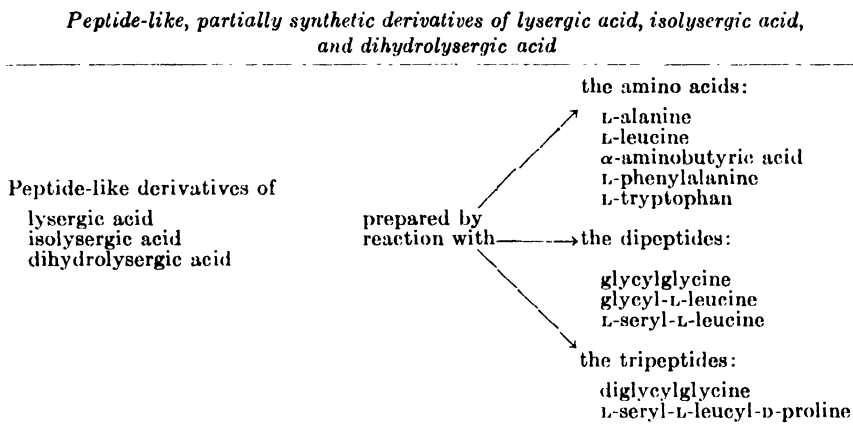 Peptide-like, partially synthetic derivatives of lysergic acid, isolysergic acid,
and dihydrolysergic acid
Peptide-like derivatives of
lysergic acid
isolysergic acid
dihydrolysergic acid
prepared by
reaction with
the amino acids:
L-alanine
L-leucine
α-aminobutyric acid
L-phenylalanine
L-tryptophan
the dipeptides:
glycylglycine
glycyl-L-leucine
L-seryl-L-leucine
the tripeptides:
diglycylglycine
L-seryl-L-leucyl-D-proline